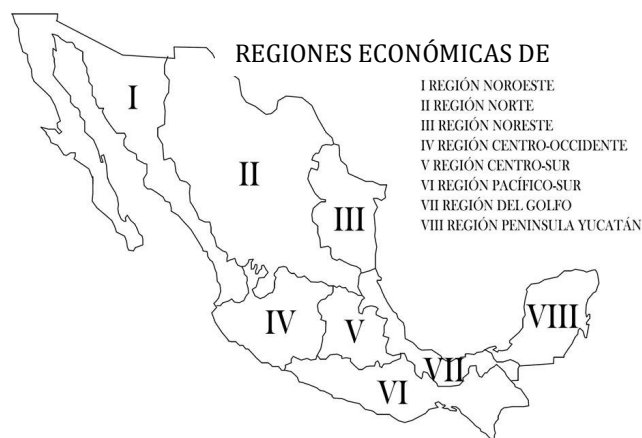 REGIONES ECONÓMICAS DE
I REGIÓN NOROESTE
II REGIÓN NORTE
III REGIÓN NORESTE
IV REGIÓN CENTRO-OCCIDENTE
V REGIÓN CENTRO-SUR
VI REGIÓN PACÍFICO-SUR
VII REGIÓN DEL GOLFO
VIII REGIÓN PENINSULA YUCATÁN
I
II
III
IV
V
VI
VII
VIII